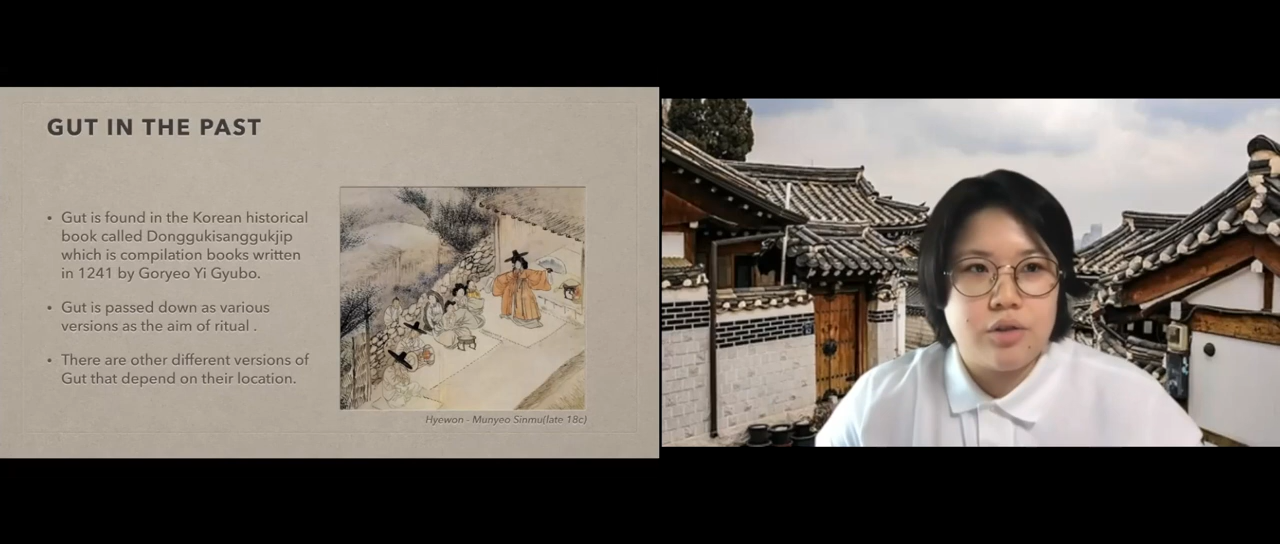 GUT IN THE PAST
▪ Gut is found in the Korean historical
book called Donggukisanggukjip
which is compilation books written
in 1241 by Goryeo Yi Gyubo.
▪ Gut is passed down as various
versions as the aim of ritual .
▪ There are other different versions of
Gut that depend on their location.
Hyewon - Munyeo Sinmu(late 18c)